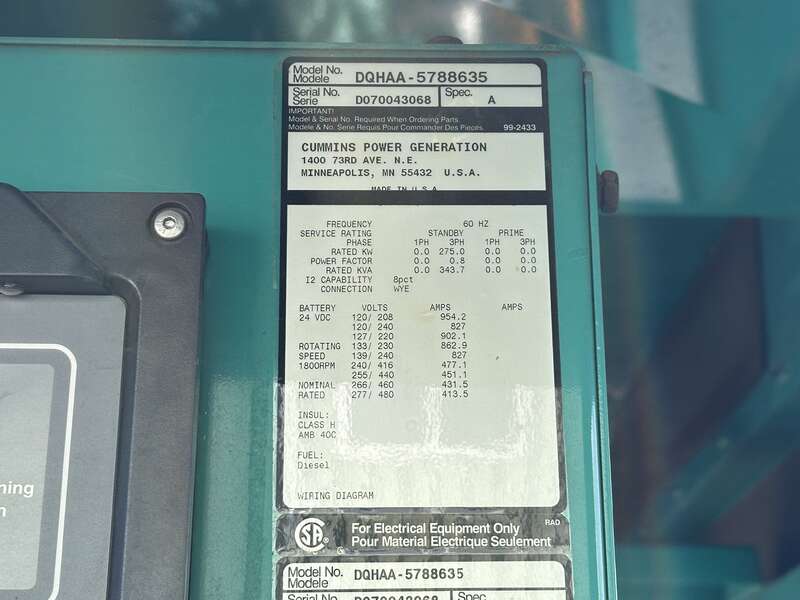 Model No. DQHAA-5788635
Modele
Serial No. D070043068 Spec. A
Serie
IMPORTANT!
Model & Serial No. Required When Ordering Parts.
Modele & No. Serie Requis Pour Commander Des Pieces. 99-2433
CUMMINS POWER GENERATION
1400 73RD AVE. N.E.
MINNEAPOLIS, MN 55432 U.S.A.
MADE IN U.S.A.
FREQUENCY 60 HZ
SERVICE RATING STANDBY PRIME
PHASE 1PH 3PH 1PH 3PH
RATED KW 0.0 275.0 0.0 0.0
POWER FACTOR 0.0 0.8 0.0 0.0
RATED KVA 0.0 343.7 0.0 0.0
I2 CAPABILITY 8pct
CONNECTION WYE
BATTERY VOLTS AMPS AMPS
24 VDC 120/ 208 954.2
120/ 240 827
127/ 220 902.1
ROTATING 133/ 230 862.9
SPEED 139/ 240 827
1800RPM 240/ 416 477.1
255/ 440 451.1
NOMINAL 266/ 460 431.5
RATED 277/ 480 413.5
INSUL:
CLASS H
AMB 40C
FUEL:
Diesel
WIRING DIAGRAM
SA For Electrical Equipment Only RAD
Pour Material Electrique Seulement
Model No. DQHAA-5788635
Modele
Serial No. D070043068 Spec.